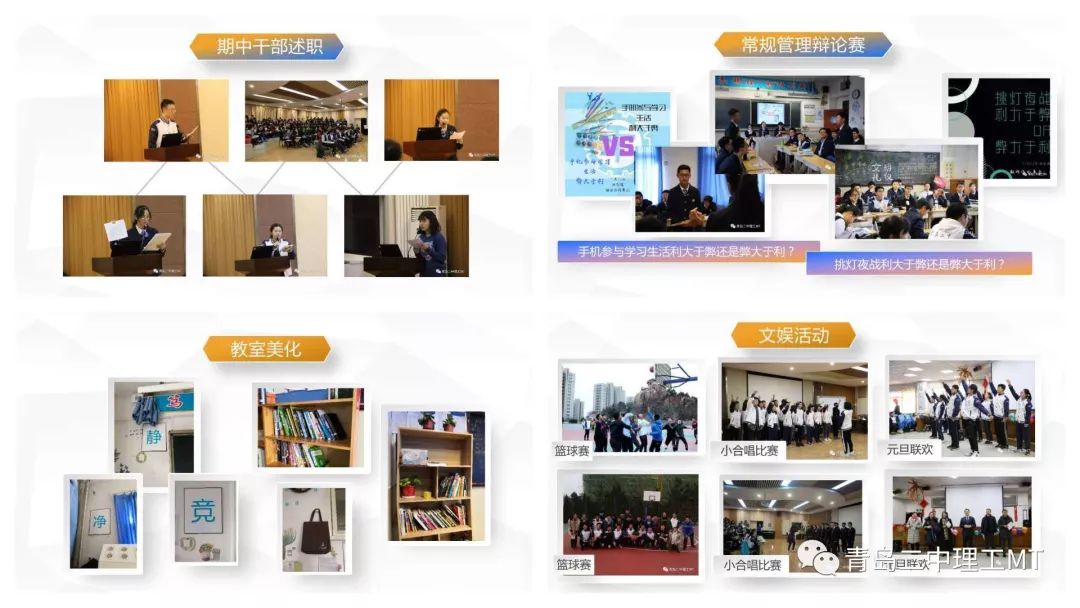 期中干部述职
常规管理辩论赛
手机参与学习
生活
利大于弊
VS
手机参与学习
生活
弊大于利
挑灯夜战
利大于弊
OR
弊大于利
文明
礼仪
手机参与学习生活利大于弊还是弊大于利？
挑灯夜战利大于弊还是弊大于利？
教室美化
静
净
竞
文娱活动
篮球赛
小合唱比赛
元旦联欢
篮球赛
小合唱比赛
元旦联欢
青岛二中理工MT